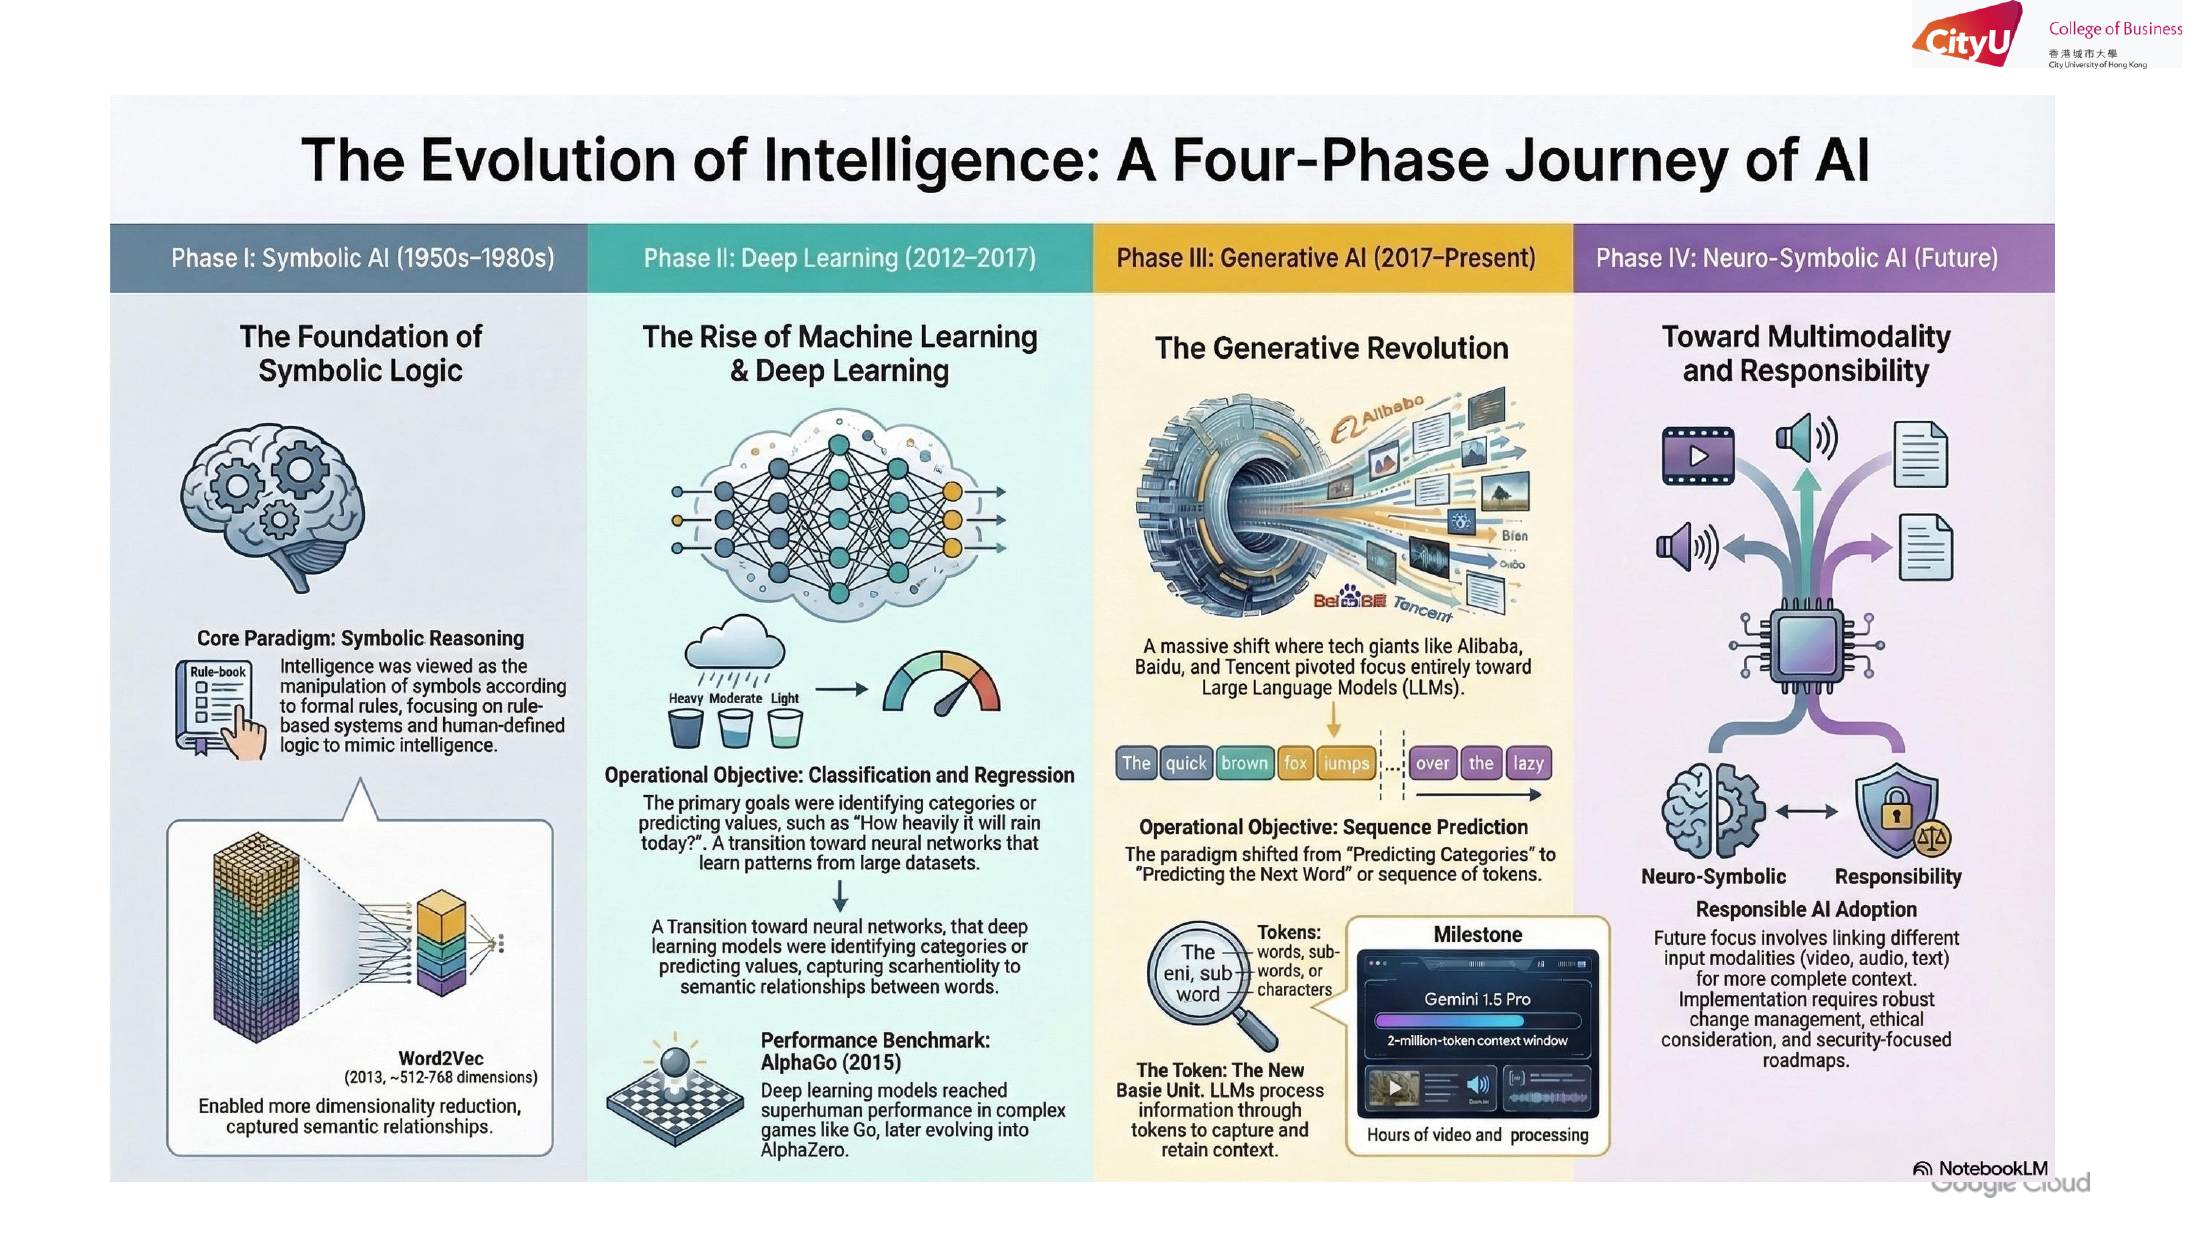 CityU
College of Business
香港城市大學
City University of Hong Kong
The Evolution of Intelligence: A Four-Phase Journey of AI
Phase I: Symbolic AI (1950s–1980s)
The Foundation of
Symbolic Logic
Core Paradigm: Symbolic Reasoning
Rule-book
Intelligence was viewed as the
manipulation of symbols according
to formal rules, focusing on rule-
based systems and human-defined
logic to mimic intelligence.
Word2Vec
(2013, ~512-768 dimensions)
Enabled more dimensionality reduction,
captured semantic relationships.
Phase II: Deep Learning (2012–2017)
The Rise of Machine Learning
& Deep Learning
Heavy Moderate Light
Operational Objective: Classification and Regression
The primary goals were identifying categories or
predicting values, such as “How heavily it will rain
today?”. A transition toward neural networks that
learn patterns from large datasets.
A Transition toward neural networks, that deep
learning models were identifying categories or
predicting values, capturing scarhentiolity to
semantic relationships between words.
Performance Benchmark:
AlphaGo (2015)
Deep learning models reached
superhuman performance in complex
games like Go, later evolving into
AlphaZero.
Phase III: Generative AI (2017–Present)
The Generative Revolution
Alibabo
Bien
Tencent
A massive shift where tech giants like Alibaba,
Baidu, and Tencent pivoted focus entirely toward
Large Language Models (LLMs).
The quick brown fox jumps ... over the lazy
Operational Objective: Sequence Prediction
The paradigm shifted from “Predicting Categories” to
“Predicting the Next Word” or sequence of tokens.
The
eni, sub
word
Tokens:
words, sub-
words, or
characters
The Token: The New
Basie Unit. LLMs process
information through
tokens to capture and
retain context.
Milestone
Gemini 1.5 Pro
2-million-token context window
Hours of video and processing
Phase IV: Neuro-Symbolic AI (Future)
Toward Multimodality
and Responsibility
Neuro-Symbolic
Responsibility
Responsible AI Adoption
Future focus involves linking different
input modalities (video, audio, text)
for more complete context.
Implementation requires robust
change management, ethical
consideration, and security-focused
roadmaps.
NotebookLM
Google Cloud